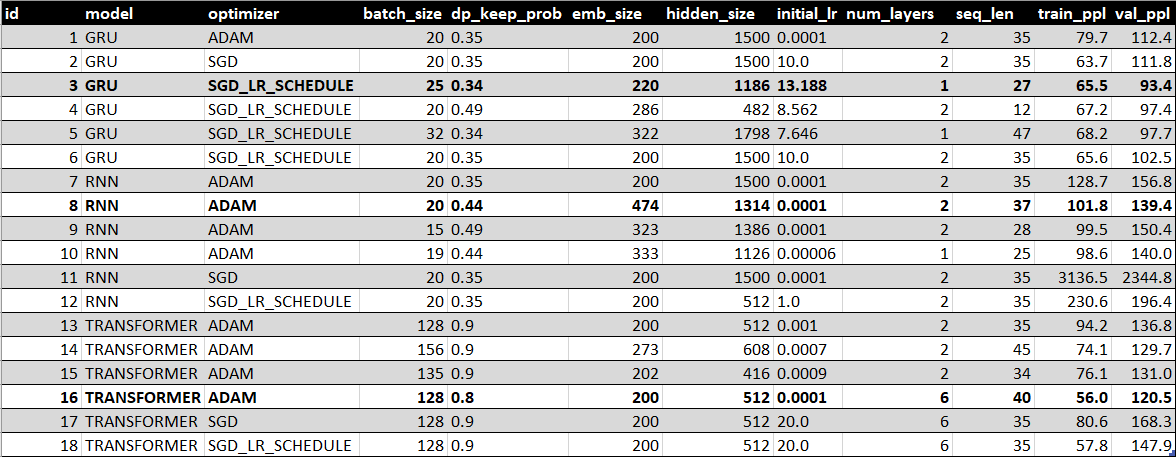 id model optimizer batch_size dp_keep_prob emb_size hidden_size initial_lr num_layers seq_len train_ppl val_ppl
1 GRU ADAM 20 0.35 200 1500 0.0001 2 35 79.7 112.4
2 GRU SGD 20 0.35 200 1500 10.0 2 35 63.7 111.8
3 GRU SGD_LR_SCHEDULE 25 0.34 220 1186 13.188 1 27 65.5 93.4
4 GRU SGD_LR_SCHEDULE 20 0.49 286 482 8.562 2 12 67.2 97.4
5 GRU SGD_LR_SCHEDULE 32 0.34 322 1798 7.646 1 47 68.2 97.7
6 GRU SGD_LR_SCHEDULE 20 0.35 200 1500 10.0 2 35 65.6 102.5
7 RNN ADAM 20 0.35 200 1500 0.0001 2 35 128.7 156.8
8 RNN ADAM 20 0.44 474 1314 0.0001 2 37 101.8 139.4
9 RNN ADAM 15 0.49 323 1386 0.0001 2 28 99.5 150.4
10 RNN ADAM 19 0.44 333 1126 0.00006 1 25 98.6 140.0
11 RNN SGD 20 0.35 200 1500 0.0001 2 35 3136.5 2344.8
12 RNN SGD_LR_SCHEDULE 20 0.35 200 512 1.0 2 35 230.6 196.4
13 TRANSFORMER ADAM 128 0.9 200 512 0.001 2 35 94.2 136.8
14 TRANSFORMER ADAM 156 0.9 273 608 0.0007 2 45 74.1 129.7
15 TRANSFORMER ADAM 135 0.9 202 416 0.0009 2 34 76.1 131.0
16 TRANSFORMER ADAM 128 0.8 200 512 0.0001 6 40 56.0 120.5
17 TRANSFORMER SGD 128 0.9 200 512 20.0 6 35 80.6 168.3
18 TRANSFORMER SGD_LR_SCHEDULE 128 0.9 200 512 20.0 6 35 57.8 147.9